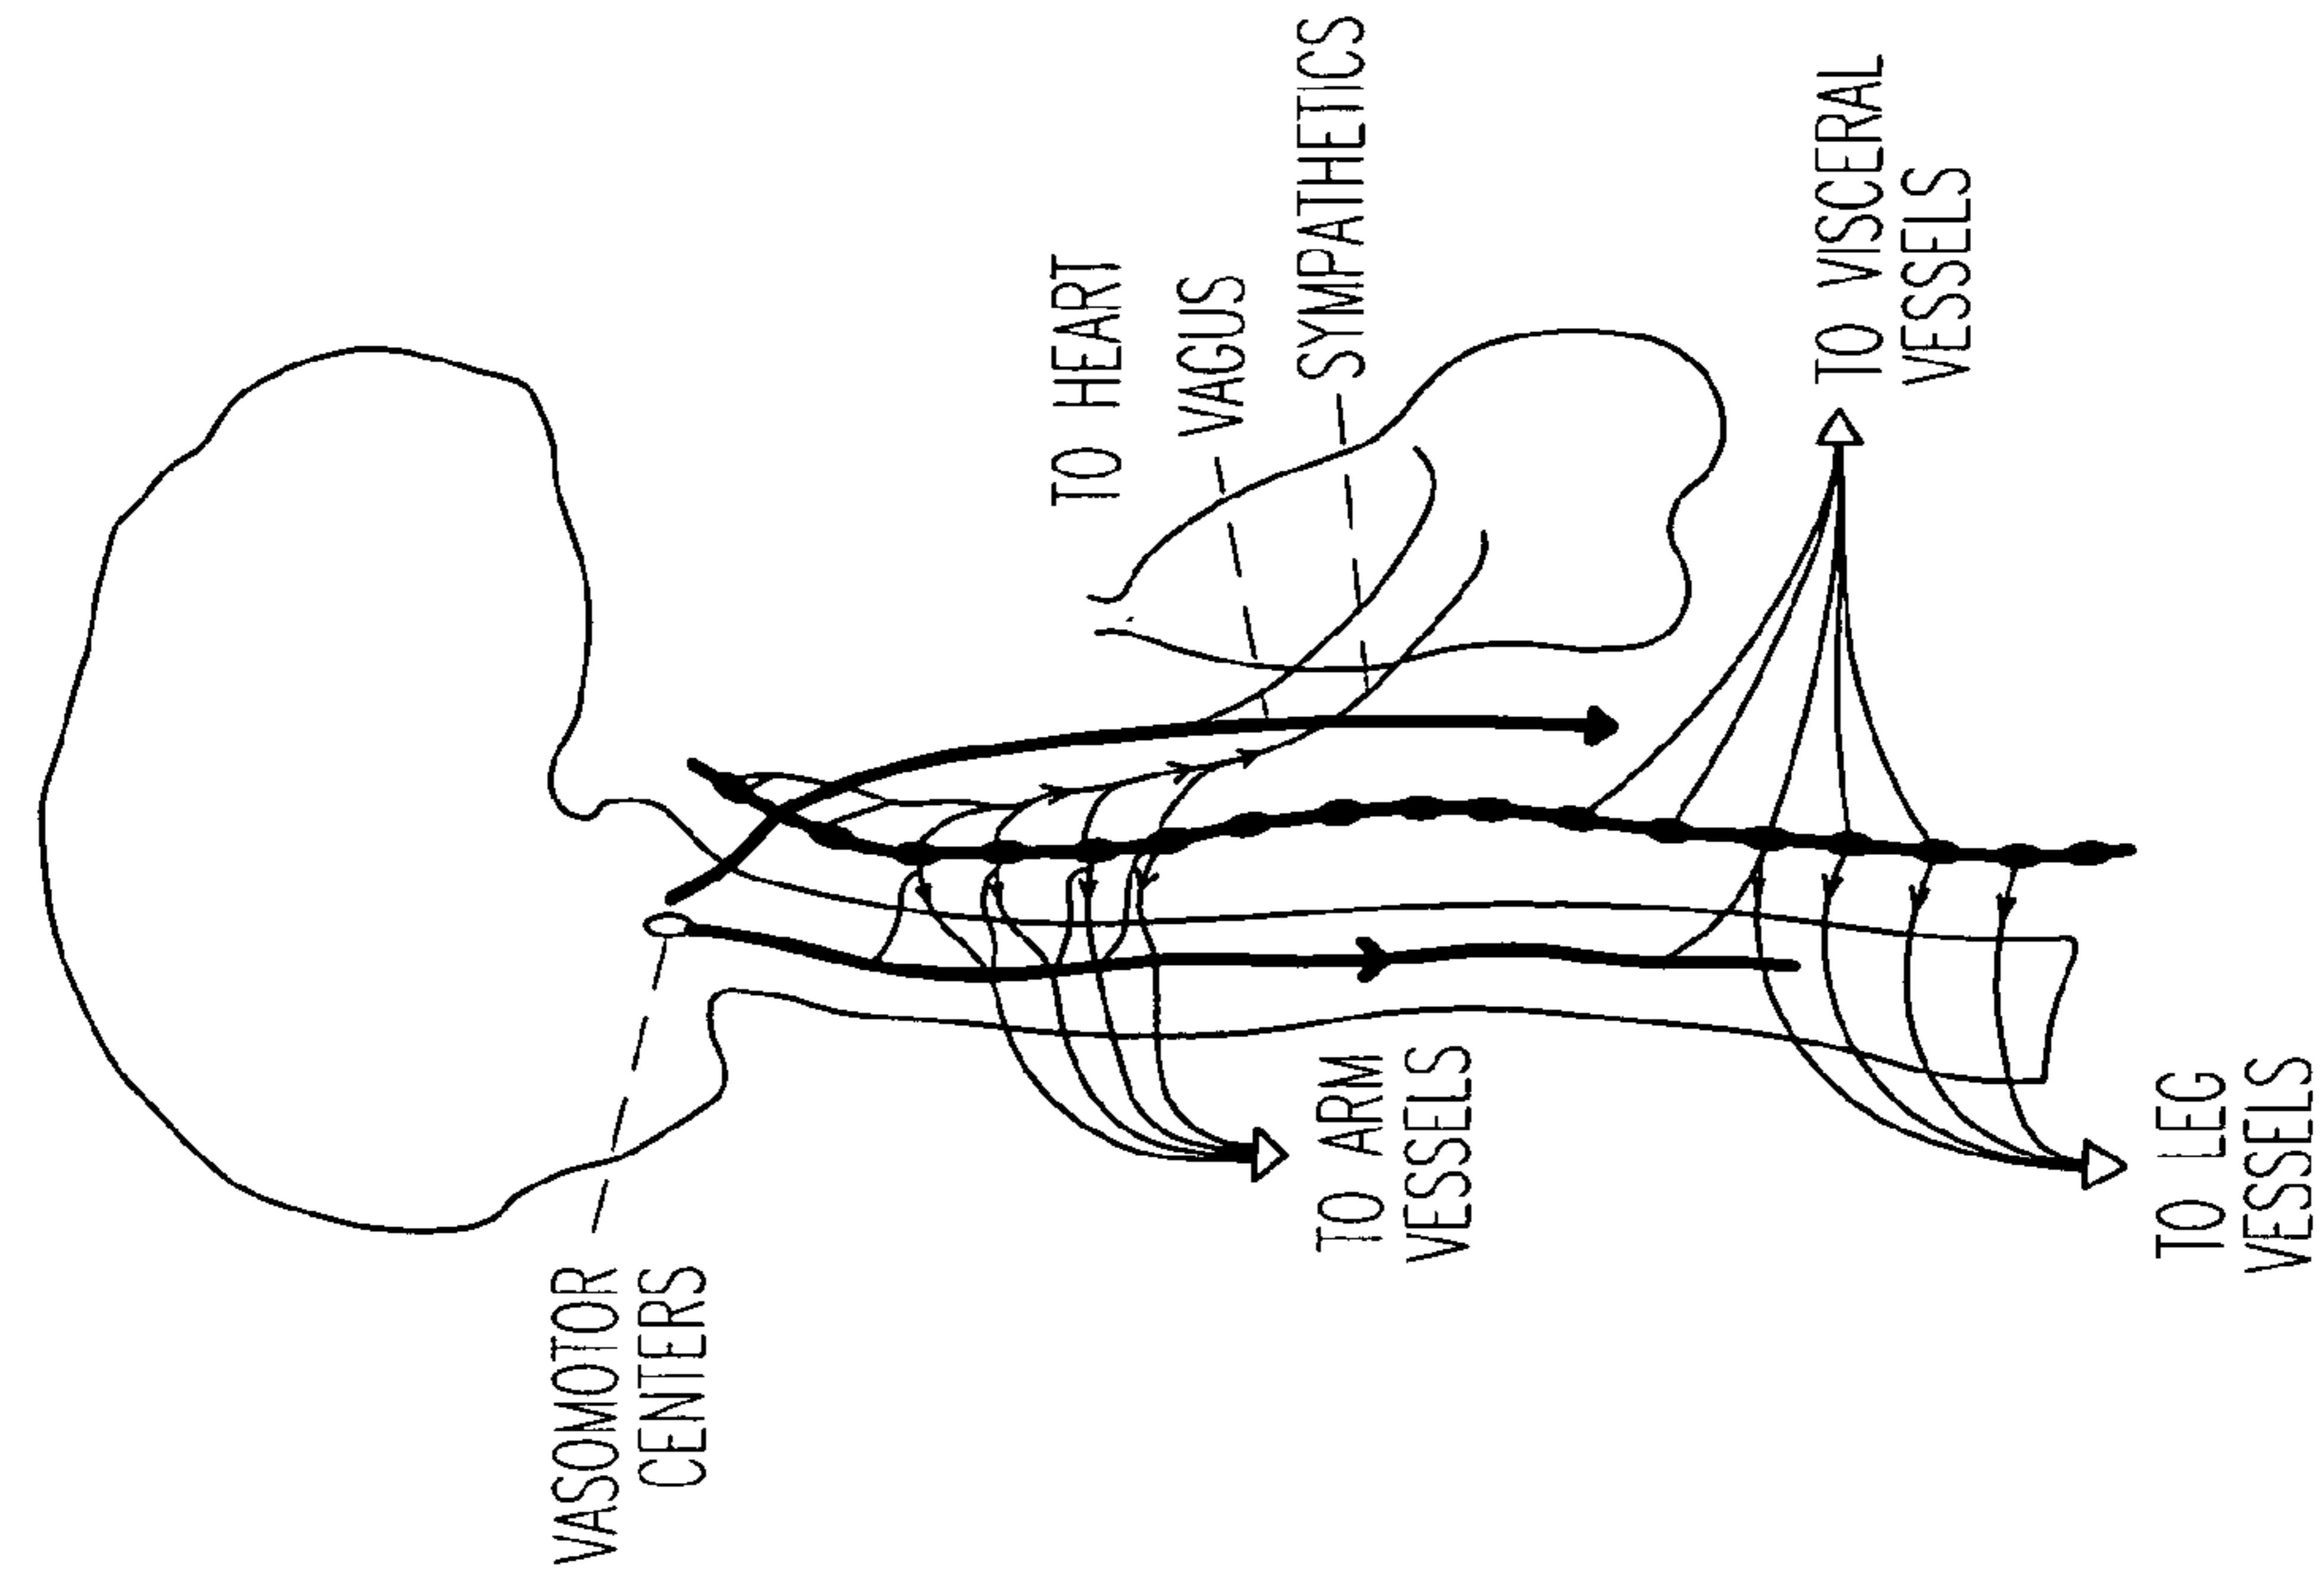 VASOMOTOR
CENTERS
TO HEART
VAGUS
SYMPATHETICS
TO ARM
VESSELS
TO VISCERAL
VESSELS
TO LEG
VESSELS